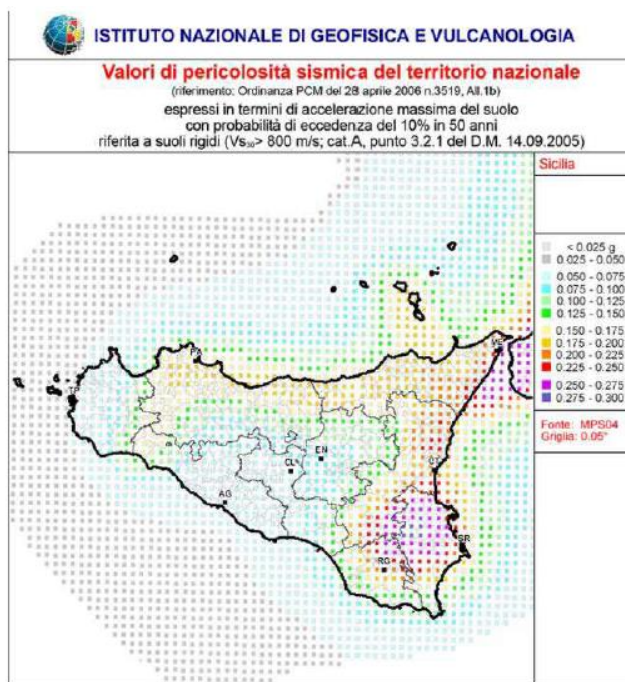 ISTITUTO NAZIONALE DI GEOFISICA E VULCANOLOGIA
Valori di pericolosità sismica del territorio nazionale
(riferimento: Ordinanza PCM del 28 aprile 2006 n.3519, All.1b)
espressi in termini di accelerazione massima del suolo
con probabilità di eccedenza del 10% in 50 anni
riferita a suoli rigidi (Vs₃₀> 800 m/s; cat.A, punto 3.2.1 del D.M. 14.09.2005)
Sicilia
< 0.025 g
0.025 - 0.050
0.050 - 0.075
0.075 - 0.100
0.100 - 0.125
0.125 - 0.150
0.150 - 0.175
0.175 - 0.200
0.200 - 0.225
0.225 - 0.250
0.250 - 0.275
0.275 - 0.300
Fonte: MPS04
Griglia: 0.05°
ME
PA
TP
EN
CL
CT
AG
SR
RG